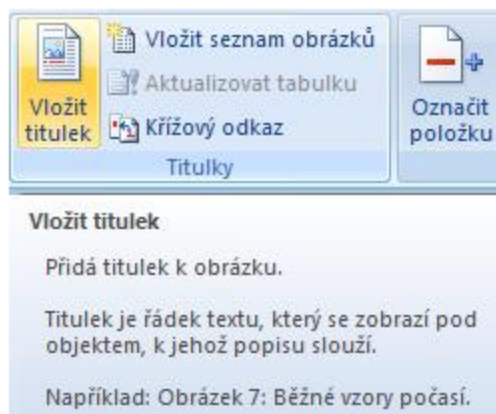 Vložit titulek
Vložit seznam obrázků
Aktualizovat tabulku
Křížový odkaz
Titulky
Označit položku
Vložit titulek
Přidá titulek k obrázku.
Titulek je řádek textu, který se zobrazí pod
objektem, k jehož popisu slouží.
Například: Obrázek 7: Běžné vzory počasí.